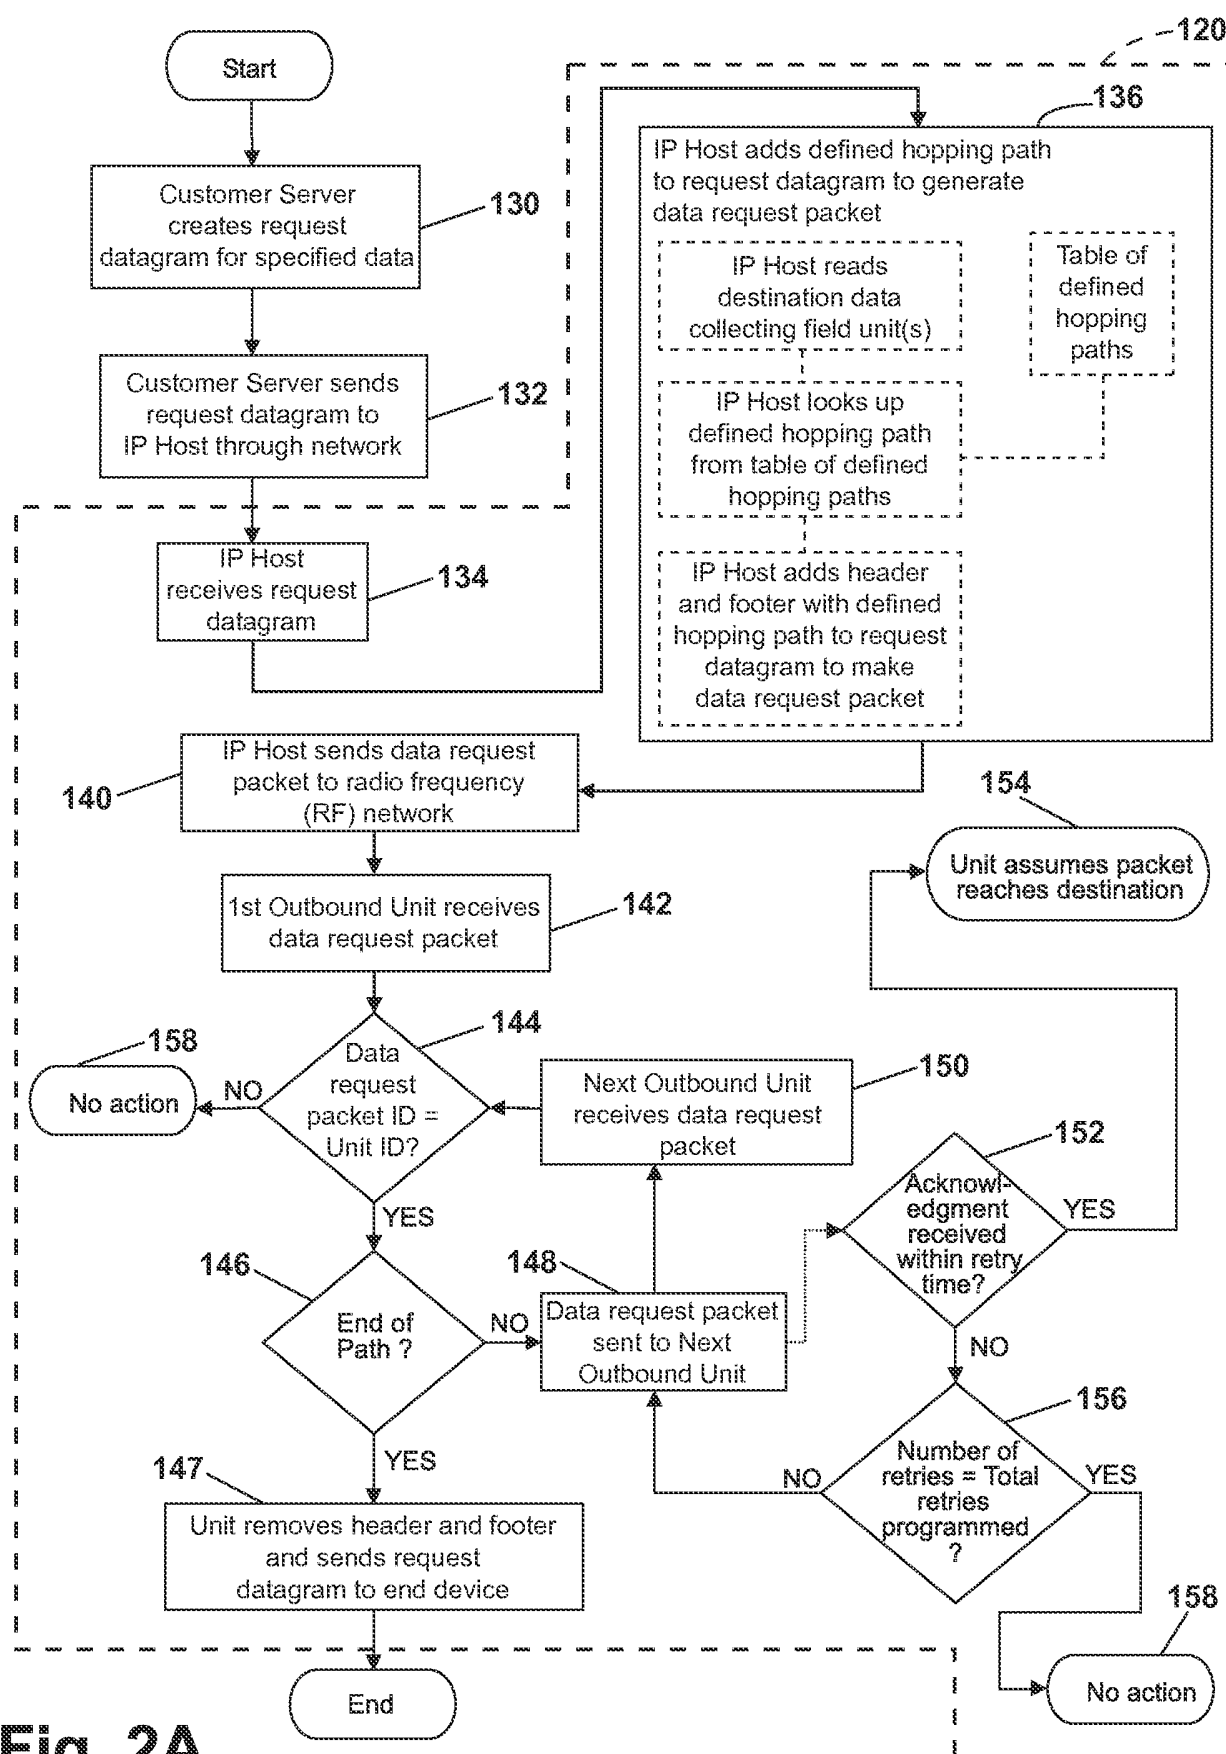 120
Start
136
IP Host adds defined hopping path
to request datagram to generate
data request packet
Customer Server
creates request
datagram for specified data
130
IP Host reads
destination data
collecting field unit(s)
Table of
defined
hopping
paths
Customer Server sends
request datagram to
IP Host through network
132
IP Host looks up
defined hopping path
from table of defined
hopping paths
IP Host
receives request
datagram
134
IP Host adds header
and footer with defined
hopping path to request
datagram to make
data request packet
IP Host sends data request
packet to radio frequency
(RF) network
140
154
Unit assumes packet
reaches destination
1st Outbound Unit receives
data request packet
142
144
158
No action
NO
Data
request
packet ID =
Unit ID?
Next Outbound Unit
receives data request
packet
150
152
Acknowl-
edgment
received
within retry
time?
YES
YES
146
End of
Path ?
NO
148
Data request packet
sent to Next
Outbound Unit
NO
156
Number of
retries = Total
retries
programmed
?
NO
YES
YES
147
Unit removes header and footer
and sends request
datagram to end device
158
No action
End
Fig. 2A